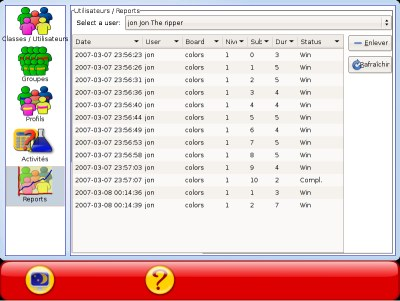 Utilisateurs / Reports
Select a user: jon Jon The ripper
Classes / Utilisateurs
Groupes
Profils
Activités
Reports
Date User Board Nive Sub Dur Status
2007-03-07 23:56:23 jon colors 1 0 3 Win
2007-03-07 23:56:26 jon colors 1 1 5 Win
2007-03-07 23:56:31 jon colors 1 2 5 Win
2007-03-07 23:56:36 jon colors 1 3 4 Win
2007-03-07 23:56:40 jon colors 1 4 4 Win
2007-03-07 23:56:44 jon colors 1 5 5 Win
2007-03-07 23:56:49 jon colors 1 6 4 Win
2007-03-07 23:56:53 jon colors 1 7 5 Win
2007-03-07 23:56:58 jon colors 1 8 5 Win
2007-03-07 23:57:03 jon colors 1 9 4 Win
2007-03-07 23:57:07 jon colors 1 10 2 Compl.
2007-03-08 00:14:36 jon colors 1 1 3 Win
2007-03-08 00:14:39 jon colors 1 2 7 Win
Enlever
Rafraîchir
?